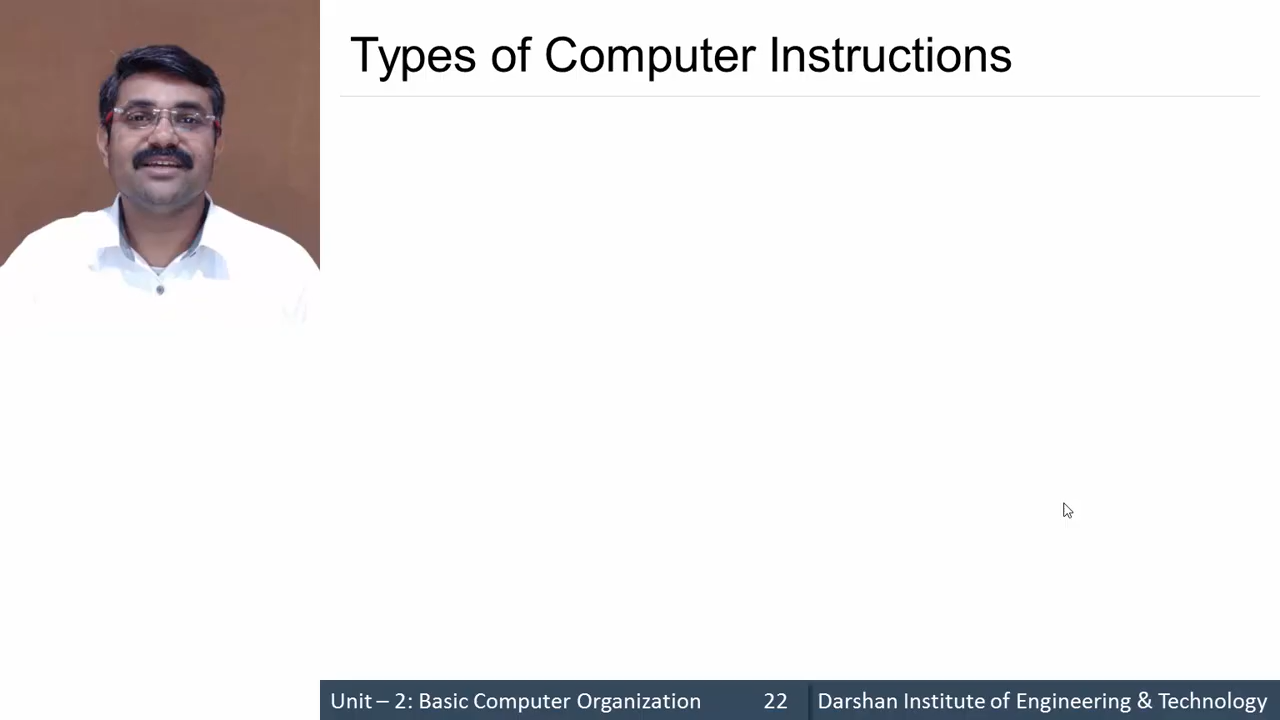 Types of Computer Instructions
Unit – 2: Basic Computer Organization 22 Darshan Institute of Engineering & Technology